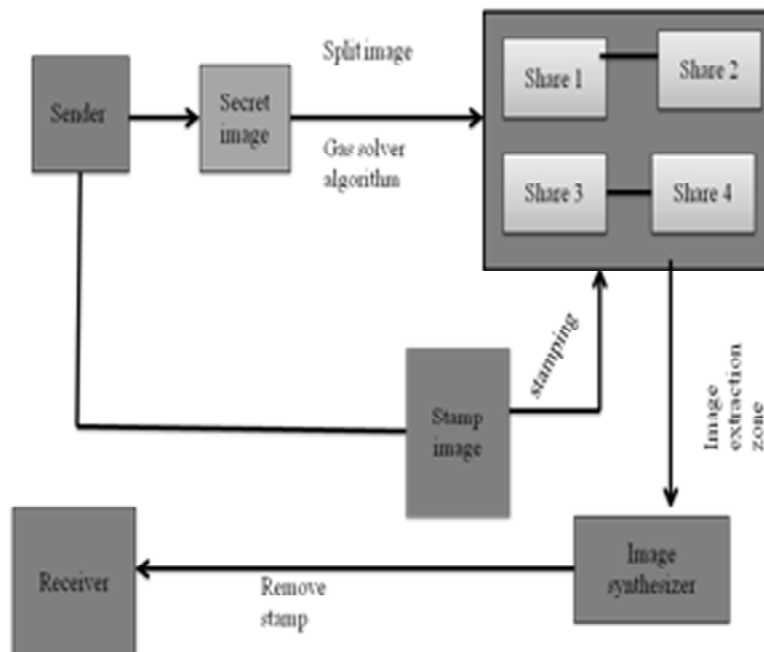 Sender
Secret
image
Split image
Gas solver
algorithm
Share 1
Share 2
Share 3
Share 4
stamping
Stamp
image
Image
extraction
zone
Image
synthesizer
Remove
stamp
Receiver